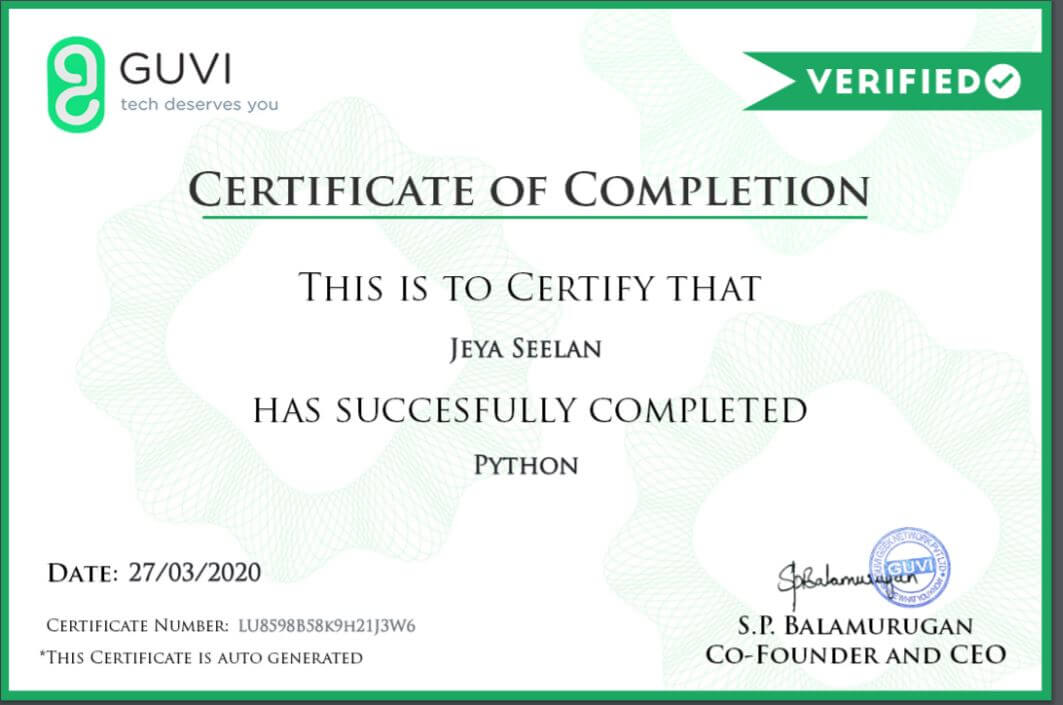 GUVI
tech deserves you
VERIFIED
CERTIFICATE OF COMPLETION
THIS IS TO CERTIFY THAT
JEYA SEELAN
HAS SUCCESFULLY COMPLETED
PYTHON
DATE: 27/03/2020
CERTIFICATE NUMBER: LU8598B58K9H21J3W6
*THIS CERTIFICATE IS AUTO GENERATED
SpBalamurugan
GUVI
S.P. BALAMURUGAN
CO-FOUNDER AND CEO